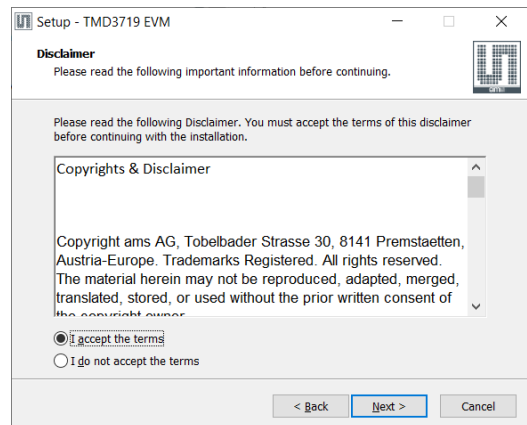 Setup - TMD3719 EVM
Disclaimer
Please read the following important information before continuing.
Please read the following Disclaimer. You must accept the terms of this disclaimer
before continuing with the installation.
Copyrights & Disclaimer
Copyright ams AG, Tobelbader Strasse 30, 8141 Premstaetten,
Austria-Europe. Trademarks Registered. All rights reserved.
The material herein may not be reproduced, adapted, merged,
translated, stored, or used without the prior written consent of
the copyright owner.
I accept the terms
I do not accept the terms
< Back
Next >
Cancel